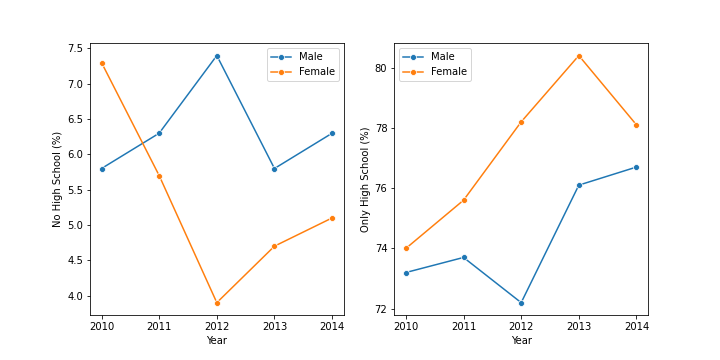 No High School (%)
7.5
7.0
6.5
6.0
5.5
5.0
4.5
4.0
2010 2011 2012 2013 2014
Year
Male
Female
Only High School (%)
80
78
76
74
72
2010 2011 2012 2013 2014
Year
Male
Female